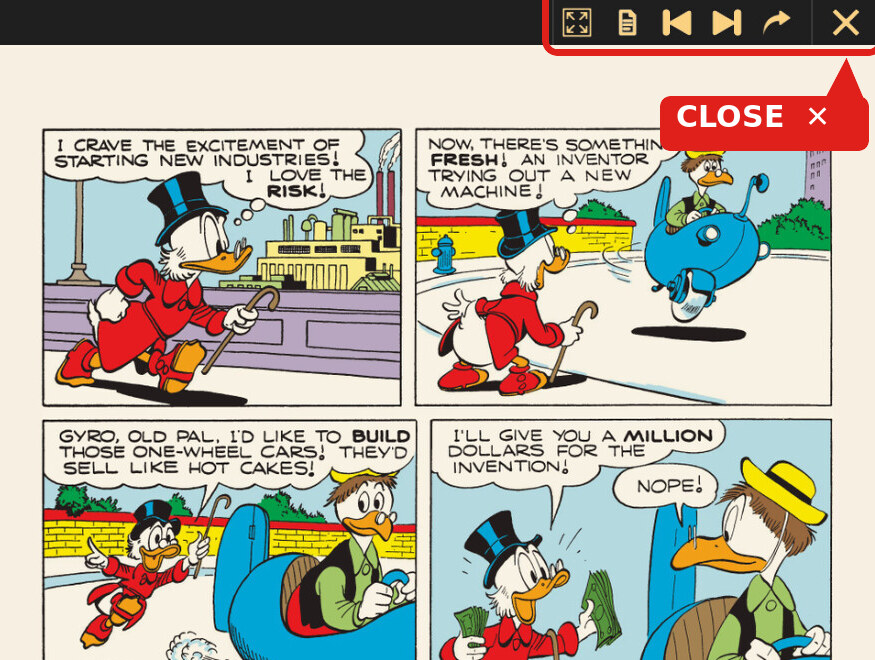 CLOSE ×
I CRAVE THE EXCITEMENT OF
STARTING NEW INDUSTRIES!
I LOVE THE
RISK!
NOW, THERE'S SOMETHIN
FRESH! AN INVENTOR
TRYING OUT A NEW
MACHINE!
GYRO, OLD PAL, I'D LIKE TO BUILD
THOSE ONE-WHEEL CARS! THEY'D
SELL LIKE HOT CAKES!
I'LL GIVE YOU A MILLION
DOLLARS FOR THE
INVENTION!
NOPE!